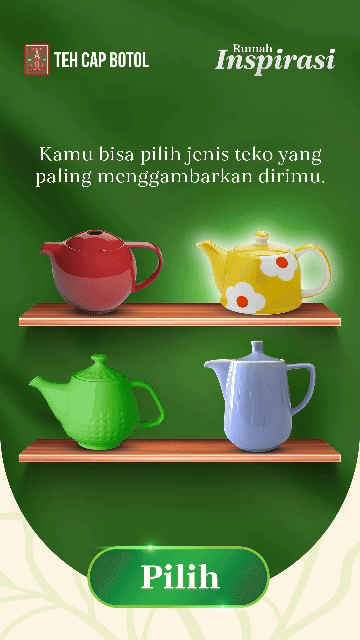 TEH CAP BOTOL
Rumah
Inspirasi
Kamu bisa pilih jenis teko yang
paling menggambarkan dirimu.
Pilih